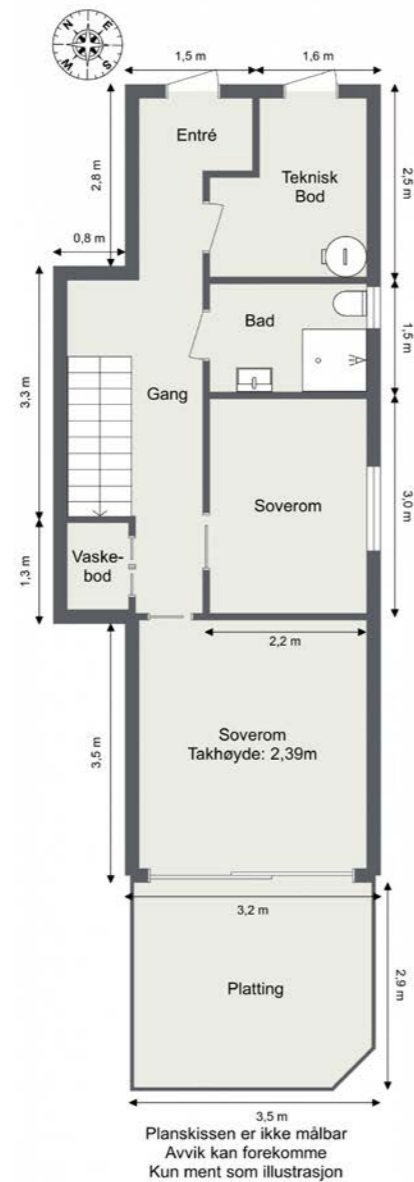 N
E
S
W
1,5 m
1,6 m
Entré
2,8 m
Teknisk
Bod
2,5 m
0,8 m
Bad
1,5 m
3,3 m
Gang
Soverom
3,0 m
Vaske-
bod
1,3 m
2,2 m
Soverom
Takhøyde: 2,39m
3,5 m
3,2 m
Platting
2,9 m
3,5 m
Planskissen er ikke målbar
Avvik kan forekomme
Kun ment som illustrasjon